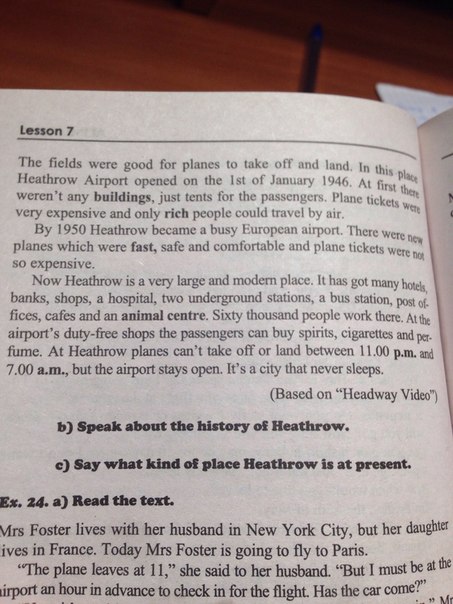 Lesson 7
The fields were good for planes to take off and land. In this place
Heathrow Airport opened on the 1st of January 1946. At first there
weren't any buildings, just tents for the passengers. Plane tickets were
very expensive and only rich people could travel by air.
By 1950 Heathrow became a busy European airport. There were new
planes which were fast, safe and comfortable and plane tickets were not
so expensive.
Now Heathrow is a very large and modern place. It has got many hotels,
banks, shops, a hospital, two underground stations, a bus station, post of-
fices, cafes and an animal centre. Sixty thousand people work there. At the
airport's duty-free shops the passengers can buy spirits, cigarettes and per-
fume. At Heathrow planes can't take off or land between 11.00 p.m. and
7.00 a.m., but the airport stays open. It's a city that never sleeps.
(Based on "Headway Video")
b) Speak about the history of Heathrow.
c) Say what kind of place Heathrow is at present.
Ex. 24. a) Read the text.
Mrs Foster lives with her husband in New York City, but her daughter
lives in France. Today Mrs Foster is going to fly to Paris.
"The plane leaves at 11," she said to her husband. "But I must be at the
airport an hour in advance to check in for the flight. Has the car come?"